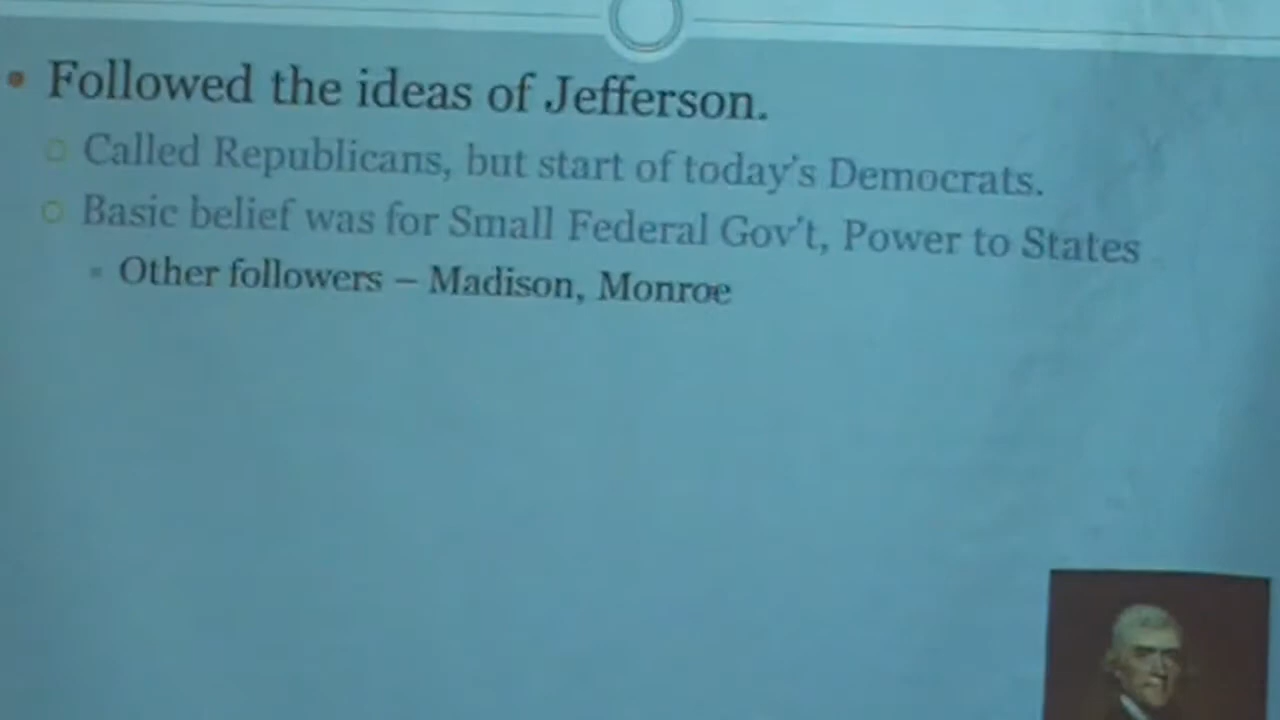 Followed the ideas of Jefferson.
Called Republicans, but start of today's Democrats.
Basic belief was for Small Federal Gov't, Power to States
Other followers – Madison, Monroe